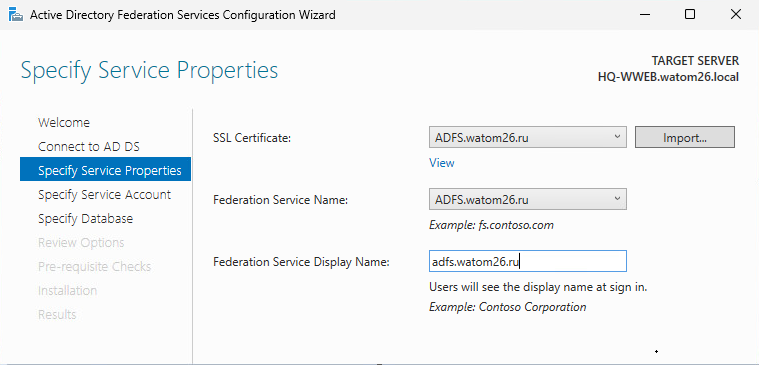 Active Directory Federation Services Configuration Wizard
Specify Service Properties
TARGET SERVER
HQ-WWEB.watom26.local
Welcome
Connect to AD DS
Specify Service Properties
Specify Service Account
Specify Database
Review Options
Pre-requisite Checks
Installation
Results
SSL Certificate:
ADFS.watom26.ru
Import...
View
Federation Service Name:
ADFS.watom26.ru
Example: fs.contoso.com
Federation Service Display Name:
adfs.watom26.ru
Users will see the display name at sign in.
Example: Contoso Corporation